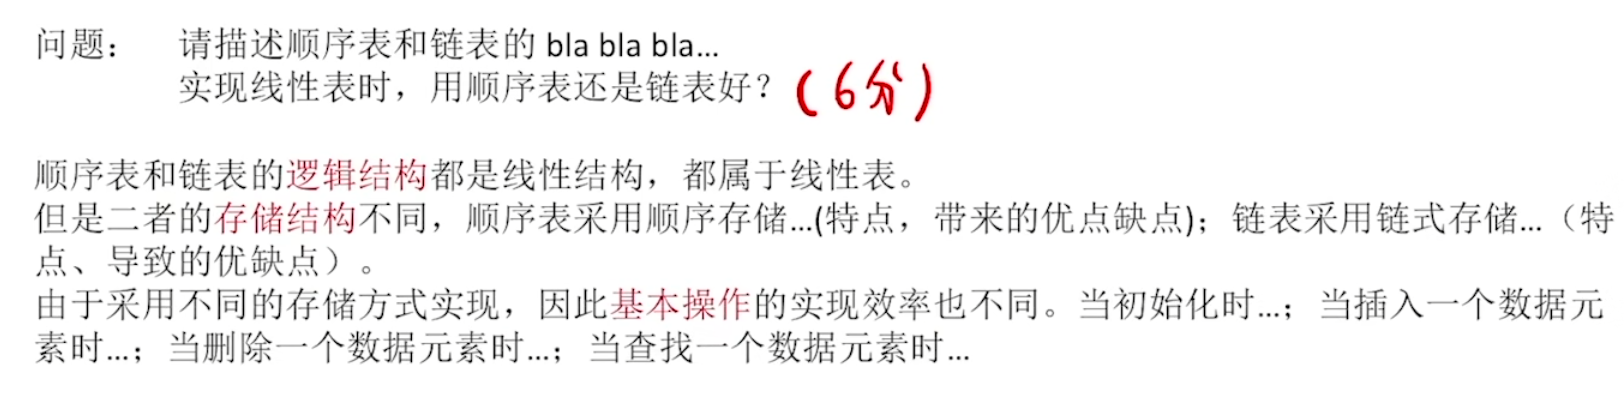 问题： 请描述顺序表和链表的 bla bla bla...
实现线性表时，用顺序表还是链表好？（6分）
顺序表和链表的逻辑结构都是线性结构，都属于线性表。
但是二者的存储结构不同，顺序表采用顺序存储...(特点，带来的优点缺点)；链表采用链式存储...（特
点、导致的优缺点）。
由于采用不同的存储方式实现，因此基本操作的实现效率也不同。当初始化时...；当插入一个数据元
素时...；当删除一个数据元素时...；当查找一个数据元素时...